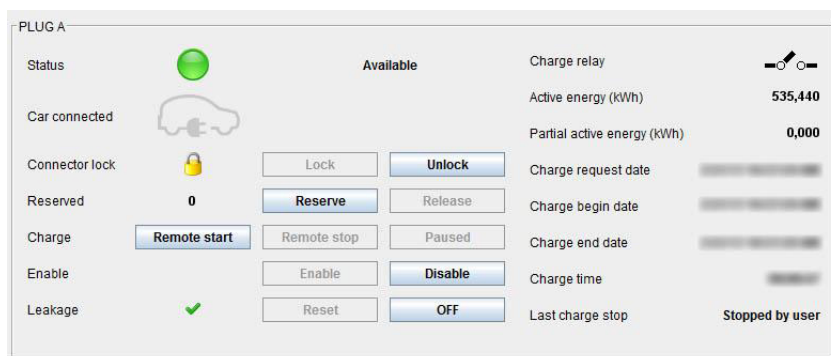 PLUG A
Status Available
Car connected
Connector lock Lock Unlock
Reserved 0 Reserve Release
Charge Remote start Remote stop Paused
Enable Enable Disable
Leakage Reset OFF
Charge relay
Active energy (kWh) 535,440
Partial active energy (kWh) 0,000
Charge request date
Charge begin date
Charge end date
Charge time
Last charge stop Stopped by user